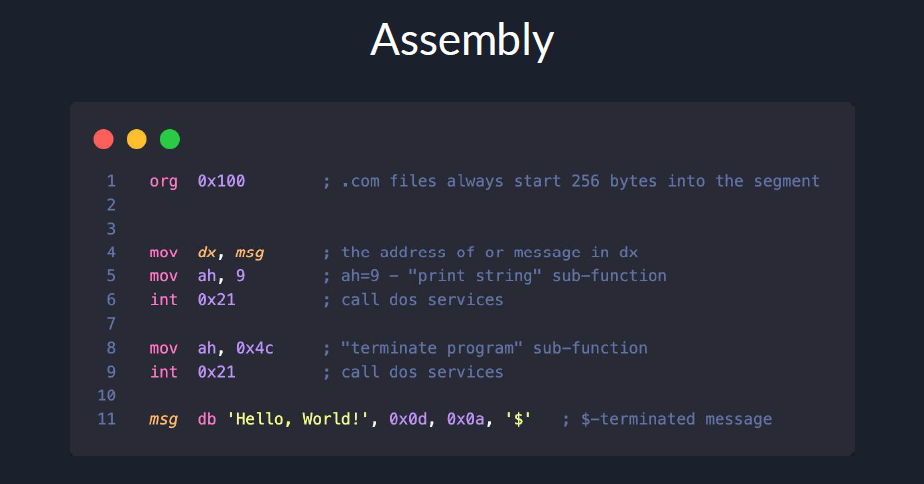 Assembly
1 org 0x100 ; .com files always start 256 bytes into the segment
2
3
4 mov dx, msg ; the address of or message in dx
5 mov ah, 9 ; ah=9 - "print string" sub-function
6 int 0x21 ; call dos services
7
8 mov ah, 0x4c ; "terminate program" sub-function
9 int 0x21 ; call dos services
10
11 msg db 'Hello, World!', 0x0d, 0x0a, '$' ; $-terminated message